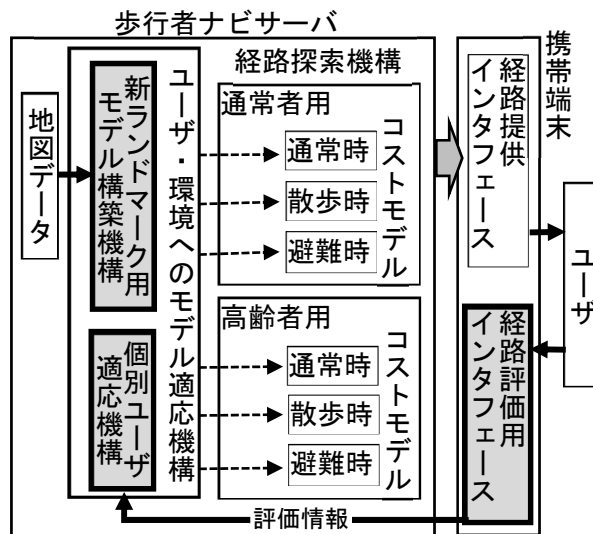 歩行者ナビサーバ
地図データ
新ランドマーク用
モデル構築機構
個別ユーザ
適応機構
ユーザ・環境へのモデル適応機構
経路探索機構
通常者用
通常時
散歩時
避難時
コストモデル
高齢者用
通常時
散歩時
避難時
コストモデル
携帯端末
経路提供
インタフェース
経路評価用
インタフェース
ユーザ
評価情報